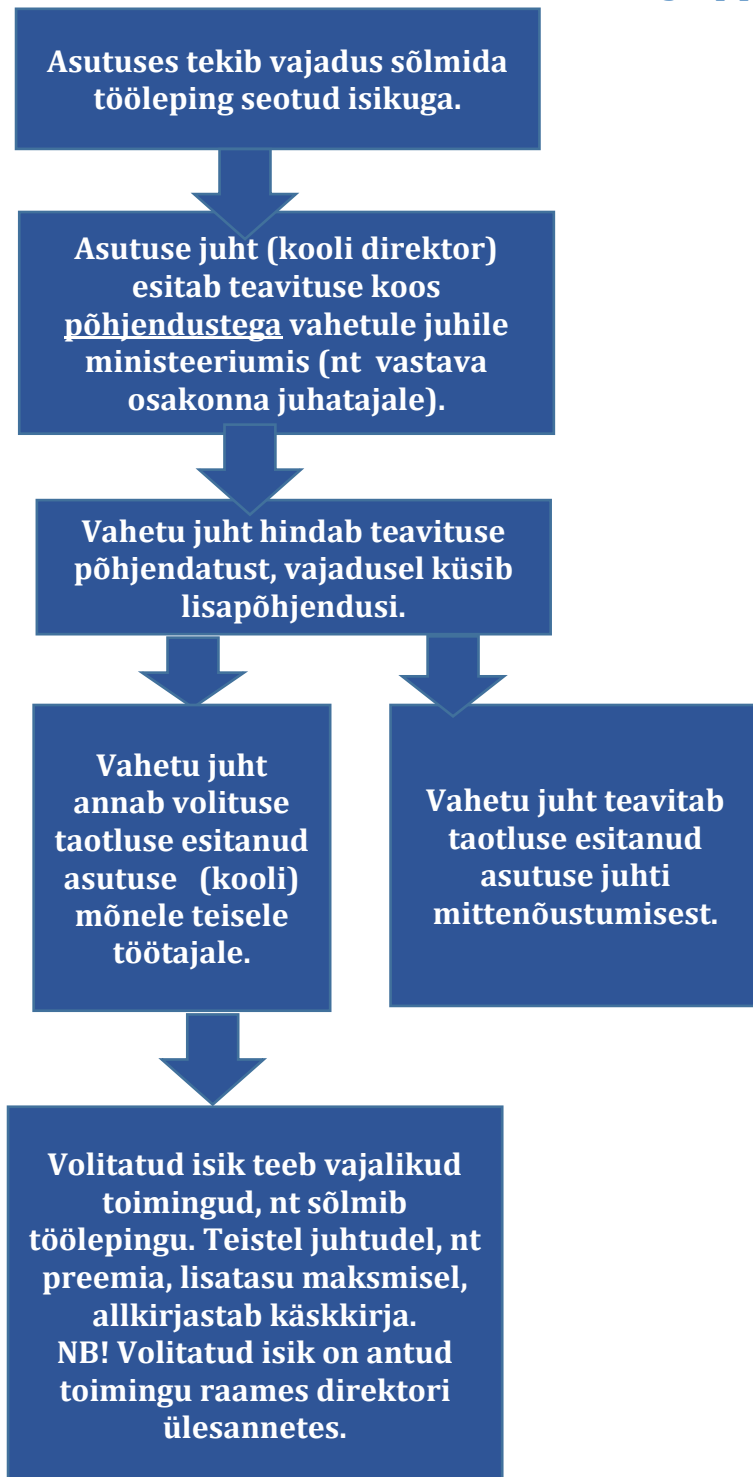 Asutuses tekib vajadus sõlmida
tööleping seotud isikuga.
Asutuse juht (kooli direktor)
esitab teavituse koos
põhjendustega vahetule juhile
ministeeriumis (nt vastava
osakonna juhatajale).
Vahetu juht hindab teavituse
põhjendatust, vajadusel küsib
lisapõhjendusi.
Vahetu juht
annab volituse
taotluse esitanud
asutuse (kooli)
mõnele teisele
töötajale.
Vahetu juht teavitab
taotluse esitanud
asutuse juhti
mittenõustumisest.
Volitatud isik teeb vajalikud
toimingud, nt sõlmib
töölepingu. Teistel juhtudel, nt
preemia, lisatasu maksmisel,
allkirjastab käskkirja.
NB! Volitatud isik on antud
toimingu raames direktori
ülesannetes.